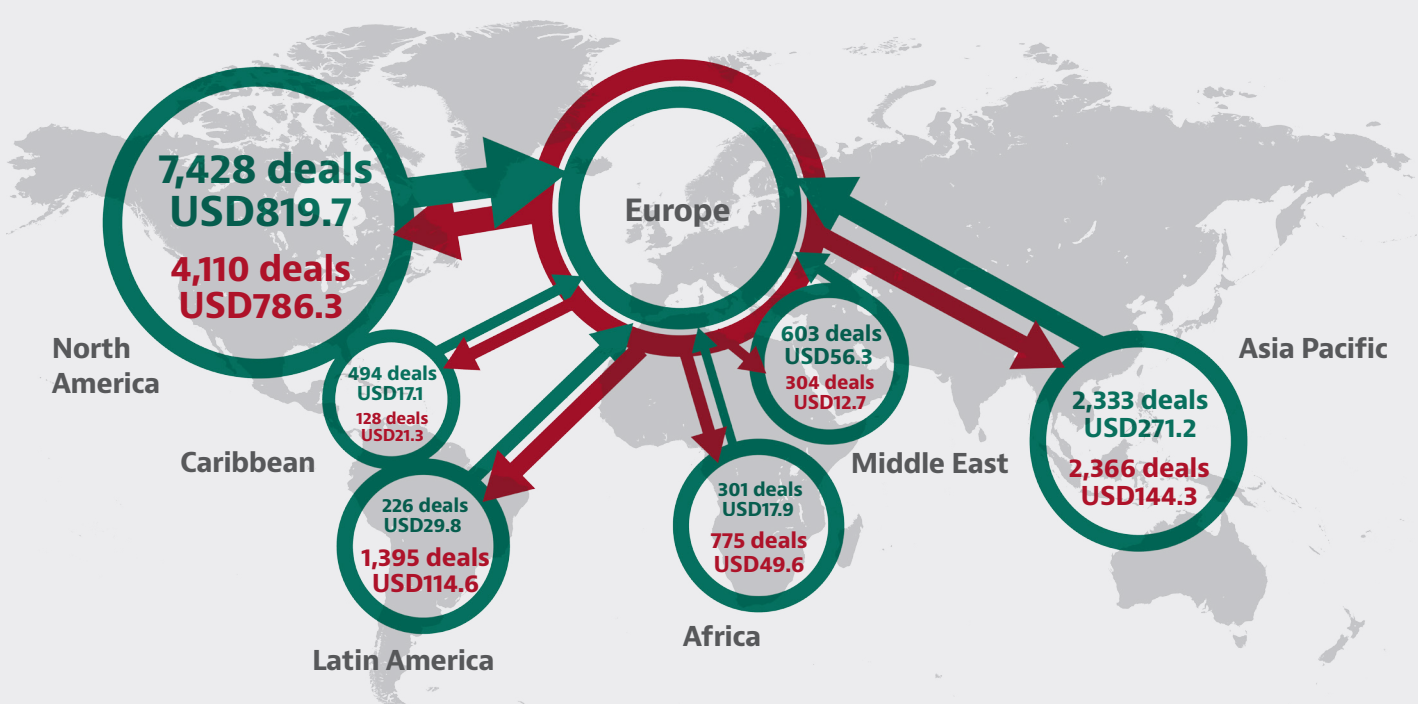 7,428 deals
USD819.7
4,110 deals
USD786.3
North
America
494 deals
USD17.1
128 deals
USD21.3
Caribbean
226 deals
USD29.8
1,395 deals
USD114.6
Latin America
Europe
301 deals
USD17.9
775 deals
USD49.6
Africa
603 deals
USD56.3
304 deals
USD12.7
Middle East
2,333 deals
USD271.2
2,366 deals
USD144.3
Asia Pacific